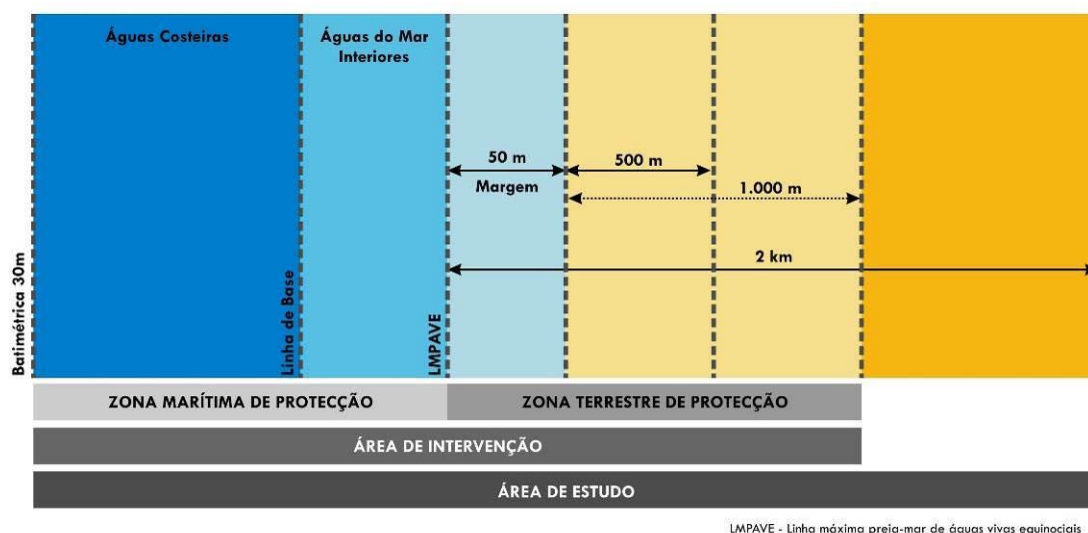 Águas Costeiras
Águas do Mar
Interiores
50 m
Margem
500 m
1.000 m
2 km
Batimétrica 30m
Linha de Base
LMPAVE
ZONA MARÍTIMA DE PROTECÇÃO
ZONA TERRESTRE DE PROTECÇÃO
ÁREA DE INTERVENÇÃO
ÁREA DE ESTUDO
LMPAVE - Linha máxima preia-mar de águas vivas equinociais